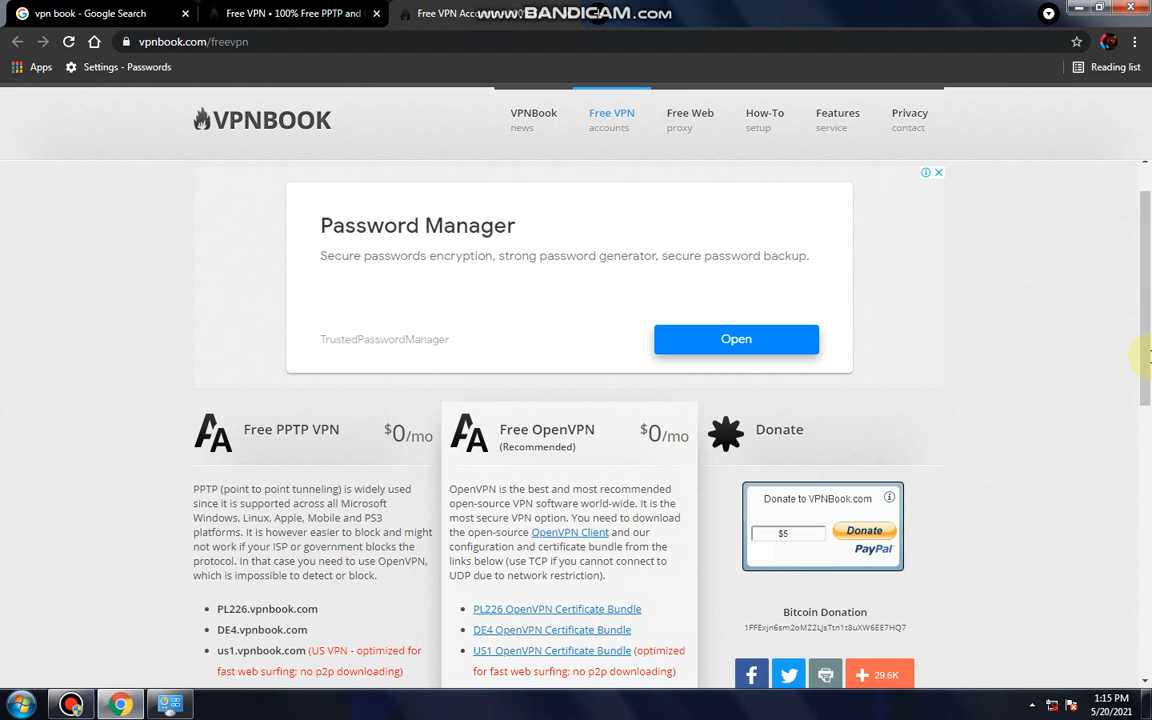 vpn book - Google Search
Free VPN • 100% Free PPTP and
Free VPN Acc
www.BANDICAM.com
vpnbook.com/freevpn
Apps
Settings - Passwords
Reading list
VPNBOOK
VPNBook
news
Free VPN
accounts
Free Web
proxy
How-To
setup
Features
service
Privacy
contact
Password Manager
Secure passwords encryption, strong password generator, secure password backup.
TrustedPasswordManager
Open
Free PPTP VPN
$0/mo
PPTP (point to point tunneling) is widely used
since it is supported across all Microsoft
Windows, Linux, Apple, Mobile and PS3
platforms. It is however easier to block and might
not work if your ISP or government blocks the
protocol. In that case you need to use OpenVPN,
which is impossible to detect or block.
PL226.vpnbook.com
DE4.vpnbook.com
us1.vpnbook.com (US VPN - optimized for
fast web surfing; no p2p downloading)
Free OpenVPN
(Recommended)
$0/mo
OpenVPN is the best and most recommended
open-source VPN software world-wide. It is the
most secure VPN option. You need to download
the open-source OpenVPN Client and our
configuration and certificate bundle from the
links below (use TCP if you cannot connect to
UDP due to network restriction).
PL226 OpenVPN Certificate Bundle
DE4 OpenVPN Certificate Bundle
US1 OpenVPN Certificate Bundle (optimized
for fast web surfing; no p2p downloading)
Donate
Donate to VPNBook.com
$5
Donate
PayPal
Bitcoin Donation
1FFExjn6sm2oMZ2LjsTtn1t8uXW6EE7HQ7
29.6K
1:15 PM
5/20/2021